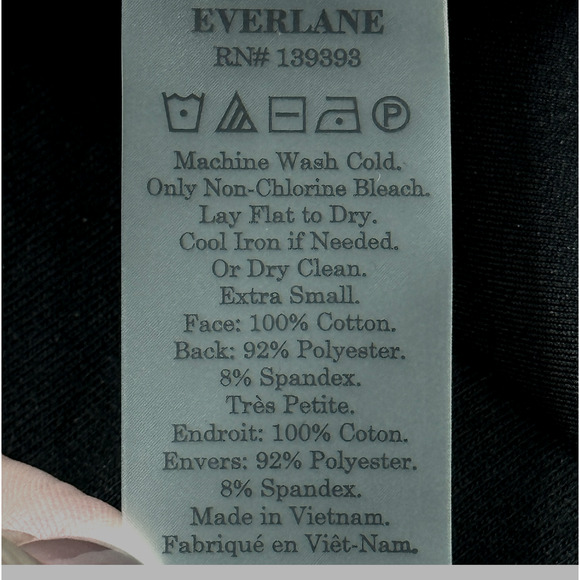 EVERLANE
RN# 139393
Machine Wash Cold.
Only Non-Chlorine Bleach.
Lay Flat to Dry.
Cool Iron if Needed.
Or Dry Clean.
Extra Small.
Face: 100% Cotton.
Back: 92% Polyester.
8% Spandex.
Très Petite.
Endroit: 100% Coton.
Envers: 92% Polyester.
8% Spandex.
Made in Vietnam.
Fabriqué en Viêt-Nam.